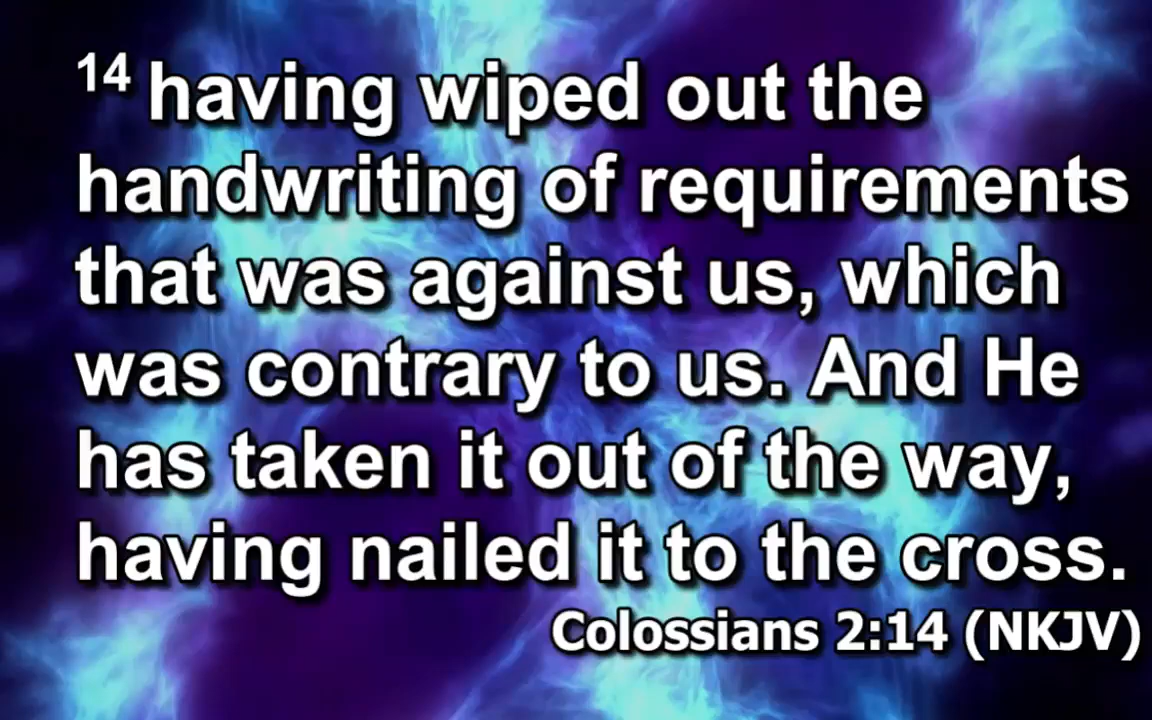 14 having wiped out the
handwriting of requirements
that was against us, which
was contrary to us. And He
has taken it out of the way,
having nailed it to the cross.
Colossians 2:14 (NKJV)